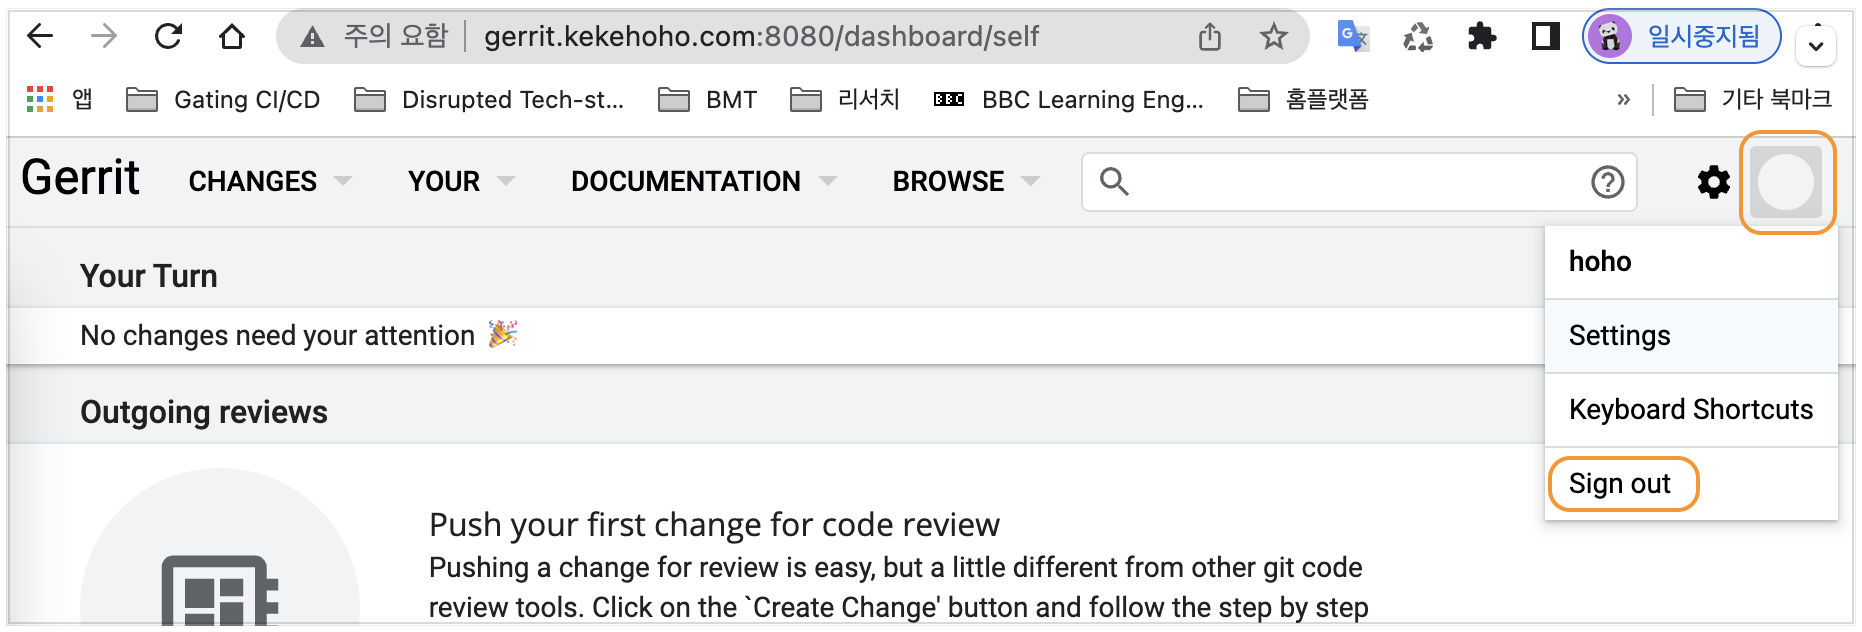 주의 요함 gerrit.kekehoho.com:8080/dashboard/self 일시중지됨
앱 Gating CI/CD Disrupted Tech-st... BMT 리서치 BBC BBC Learning Eng... 홈플랫폼 » 기타 북마크
Gerrit CHANGES YOUR DOCUMENTATION BROWSE
hoho
Your Turn
Settings
No changes need your attention 🎉
Keyboard Shortcuts
Outgoing reviews
Sign out
Push your first change for code review
Pushing a change for review is easy, but a little different from other git code
review tools. Click on the `Create Change' button and follow the step by step